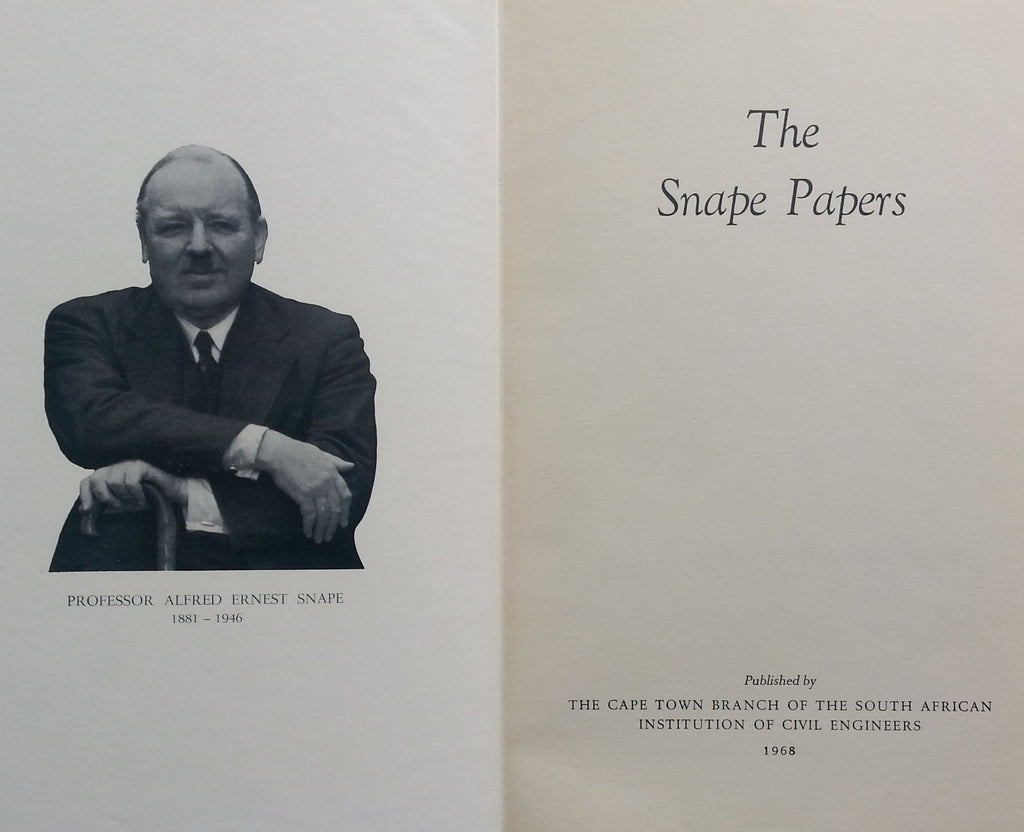 PROFESSOR ALFRED ERNEST SNAPE
1881 – 1946
The
Snape Papers
Published by
THE CAPE TOWN BRANCH OF THE SOUTH AFRICAN
INSTITUTION OF CIVIL ENGINEERS
1968